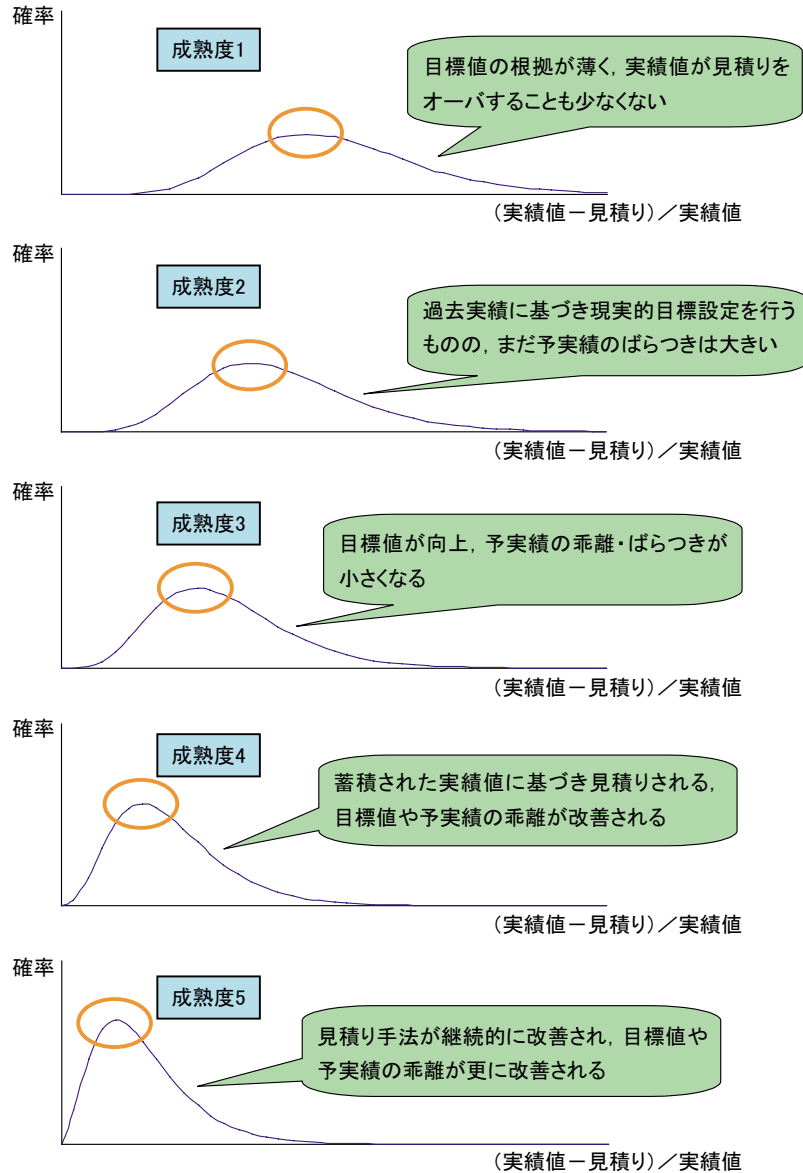 確率
成熟度1
目標値の根拠が薄く，実績値が見積りを
オーバすることも少なくない
（実績値－見積り）／実績値
確率
成熟度2
過去実績に基づき現実的目標設定を行う
ものの，まだ予実績のばらつきは大きい
（実績値－見積り）／実績値
確率
成熟度3
目標値が向上，予実績の乖離・ばらつきが
小さくなる
（実績値－見積り）／実績値
確率
成熟度4
蓄積された実績値に基づき見積りされる，
目標値や予実績の乖離が改善される
（実績値－見積り）／実績値
確率
成熟度5
見積り手法が継続的に改善され，目標値や
予実績の乖離が更に改善される
（実績値－見積り）／実績値